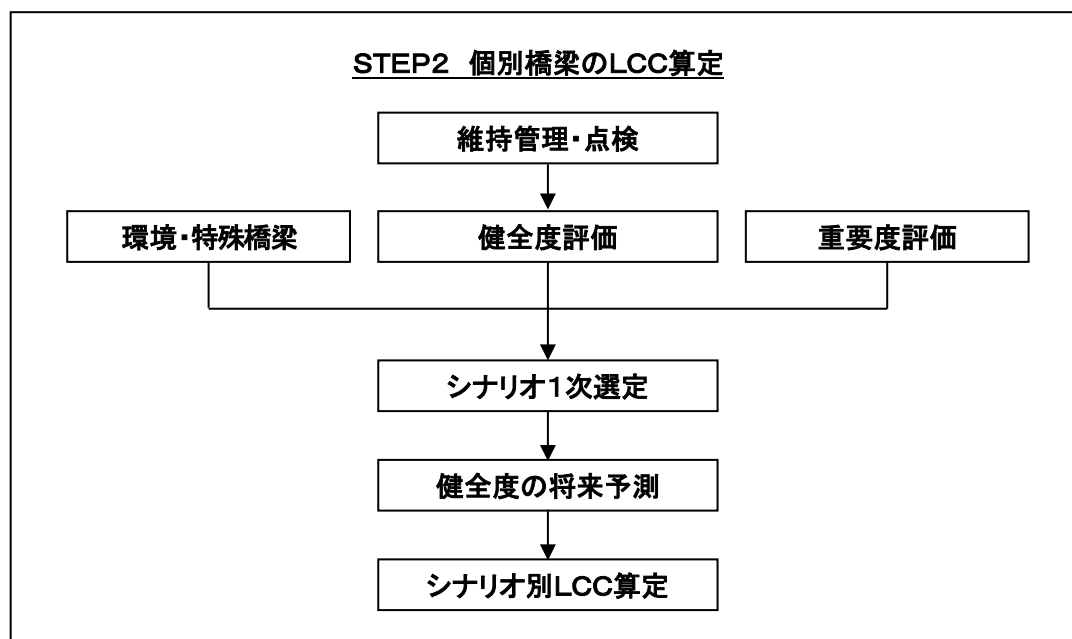 STEP2 個別橋梁のLCC算定
維持管理・点検
環境・特殊橋梁
健全度評価
重要度評価
シナリオ1次選定
健全度の将来予測
シナリオ別LCC算定